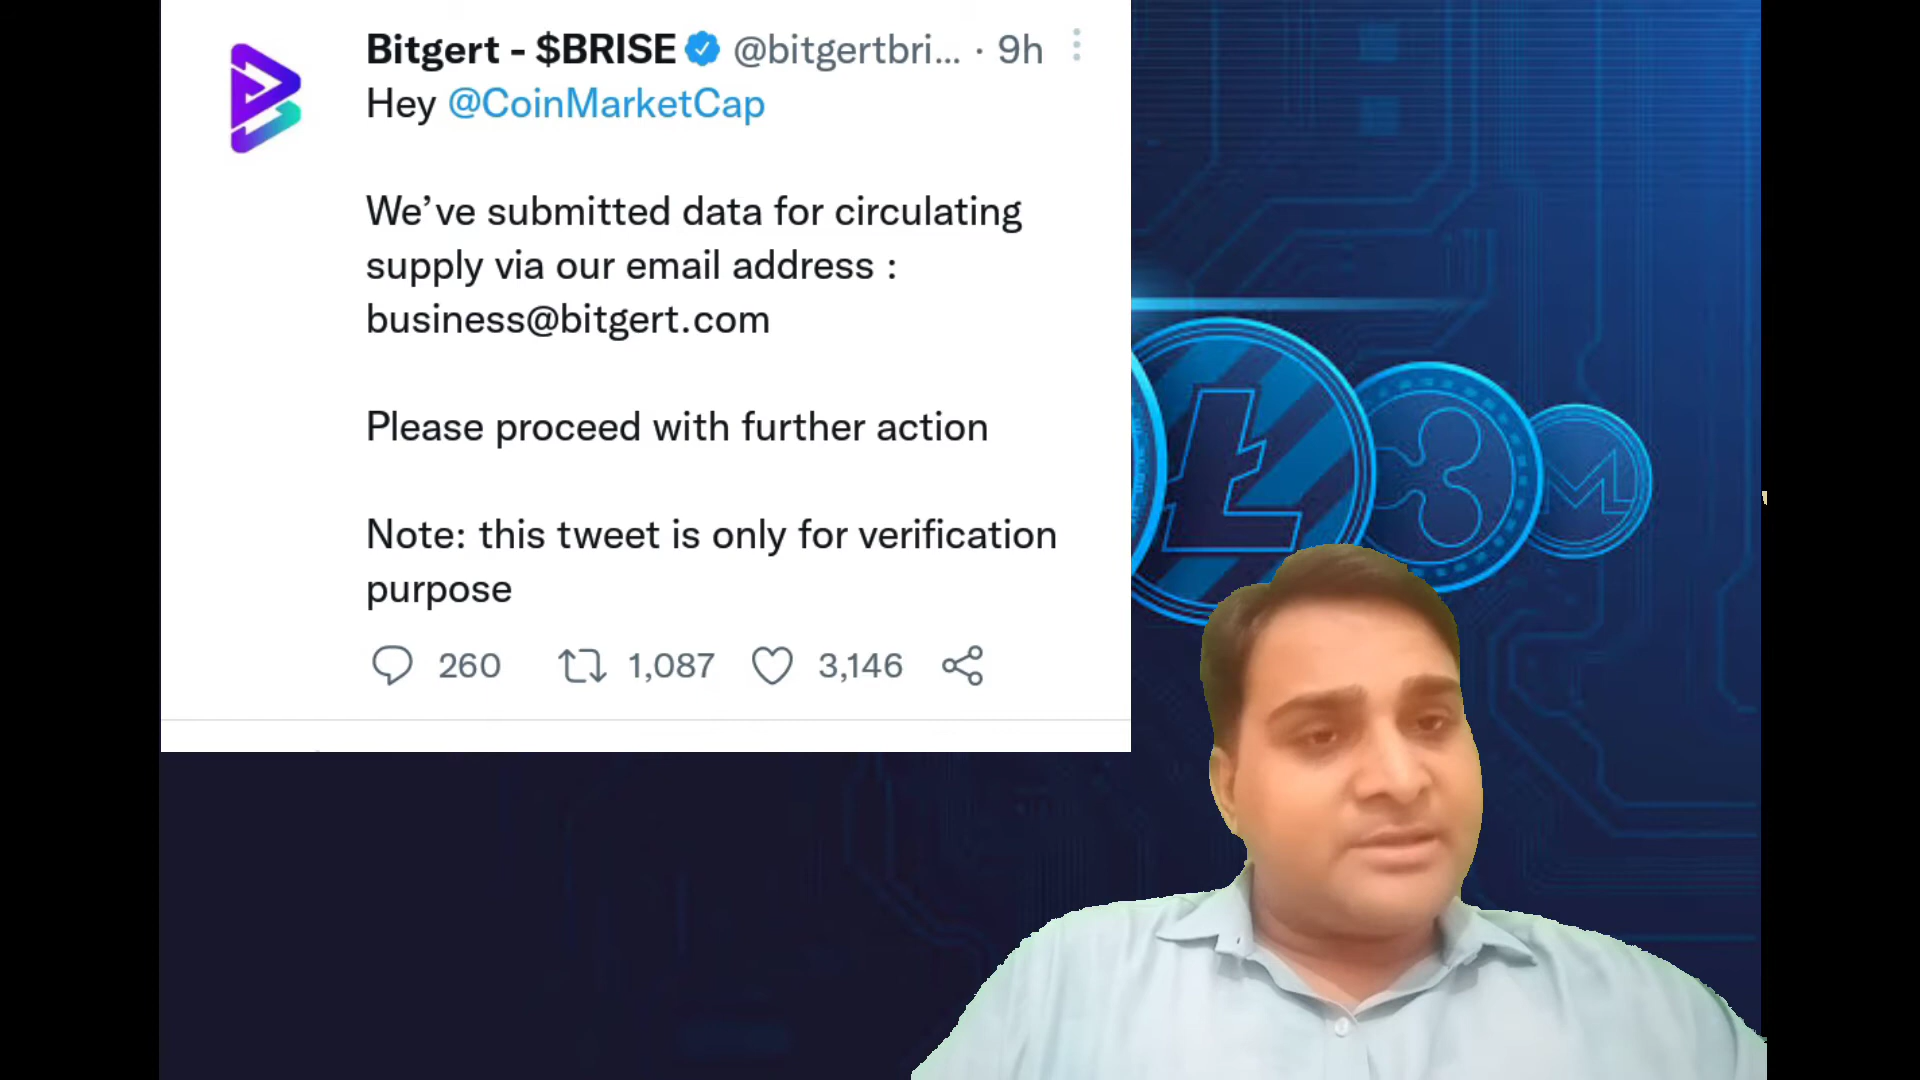 Bitgert - $BRISE @bitgertbri... · 9h
Hey @CoinMarketCap
We’ve submitted data for circulating
supply via our email address :
business@bitgert.com
Please proceed with further action
Note: this tweet is only for verification
purpose
260 1,087 3,146